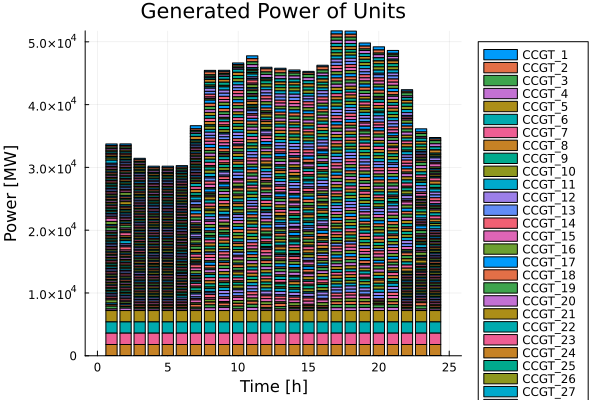 Generated Power of Units
Power [MW]
5.0×10⁴
4.0×10⁴
3.0×10⁴
2.0×10⁴
1.0×10⁴
0
0 5 10 15 20 25
Time [h]
CCGT_1
CCGT_2
CCGT_3
CCGT_4
CCGT_5
CCGT_6
CCGT_7
CCGT_8
CCGT_9
CCGT_10
CCGT_11
CCGT_12
CCGT_13
CCGT_14
CCGT_15
CCGT_16
CCGT_17
CCGT_18
CCGT_19
CCGT_20
CCGT_21
CCGT_22
CCGT_23
CCGT_24
CCGT_25
CCGT_26
CCGT_27